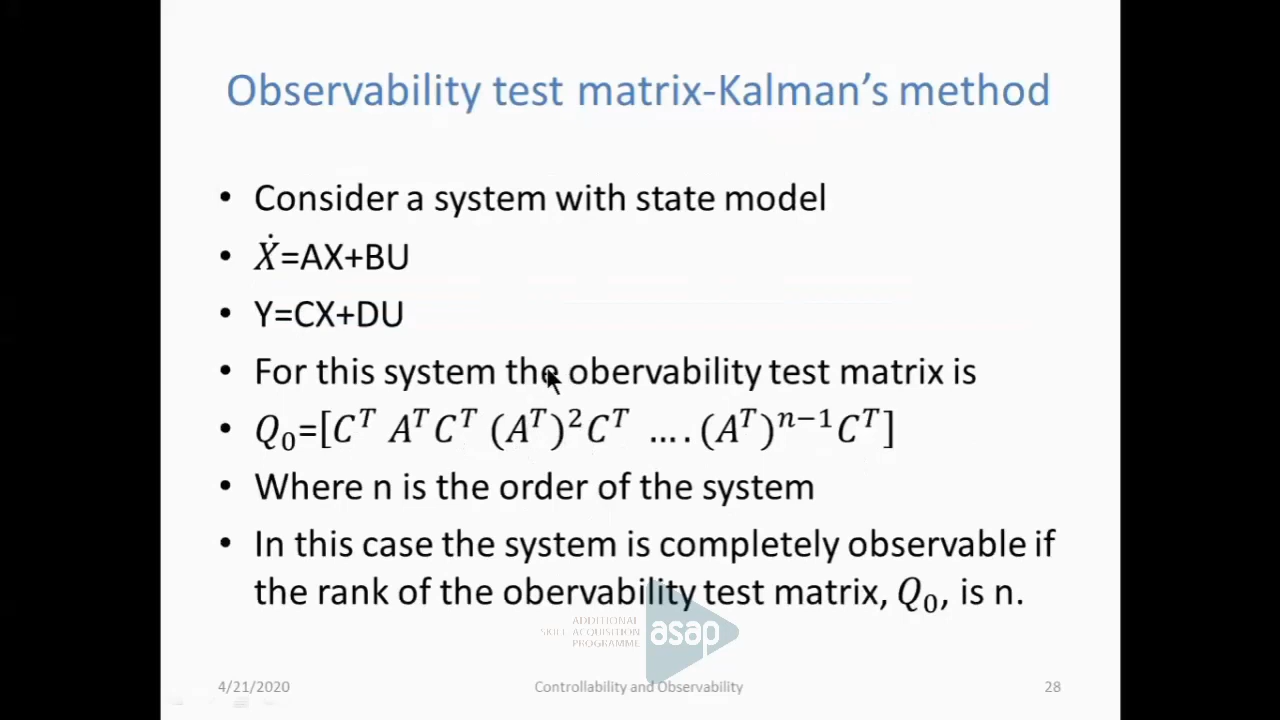 Observability test matrix-Kalman's method
• Consider a system with state model
• Ẋ=AX+BU
• Y=CX+DU
• For this system the obervability test matrix is
• Q₀=[Cᵀ AᵀCᵀ (Aᵀ)²Cᵀ ….(Aᵀ)ⁿ⁻¹Cᵀ]
• Where n is the order of the system
• In this case the system is completely observable if
the rank of the obervability test matrix, Q₀, is n.
ADDITIONAL
SKILL ACQUISITION
PROGRAMME
asap
4/21/2020 Controllability and Observability 28